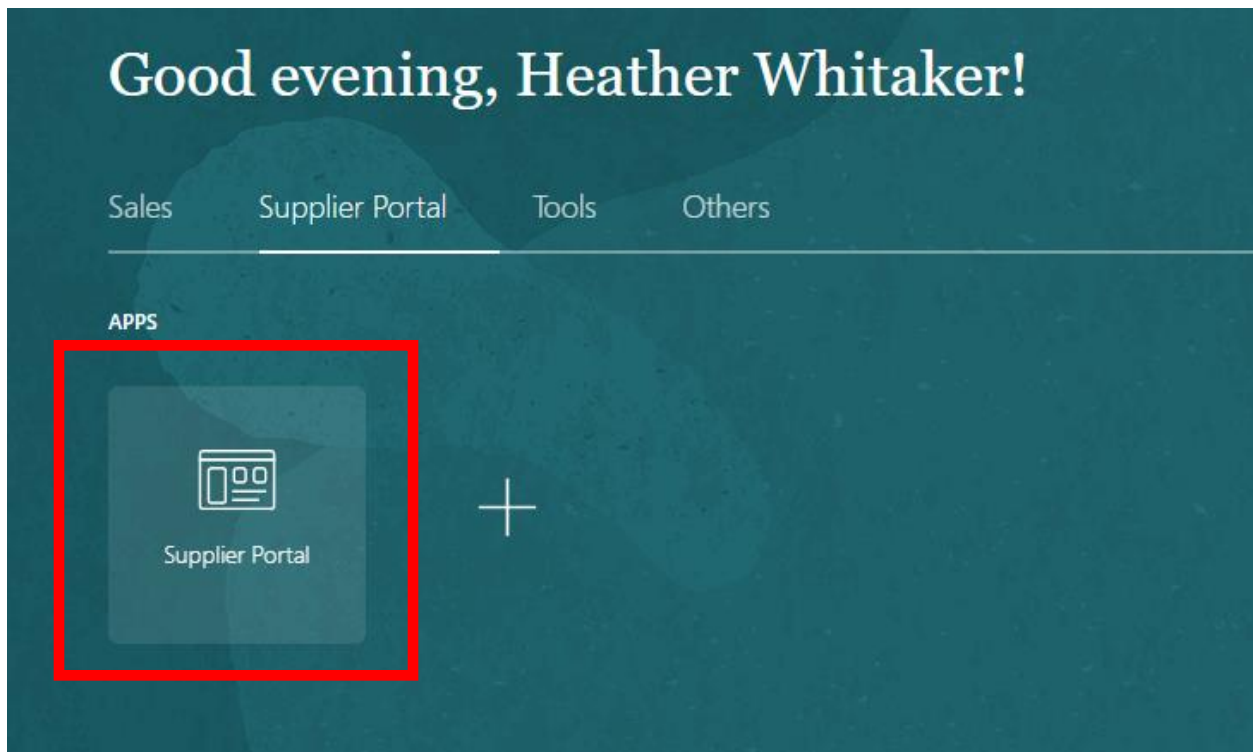 Good evening, Heather Whitaker!
Sales Supplier Portal Tools Others
APPS
Supplier Portal